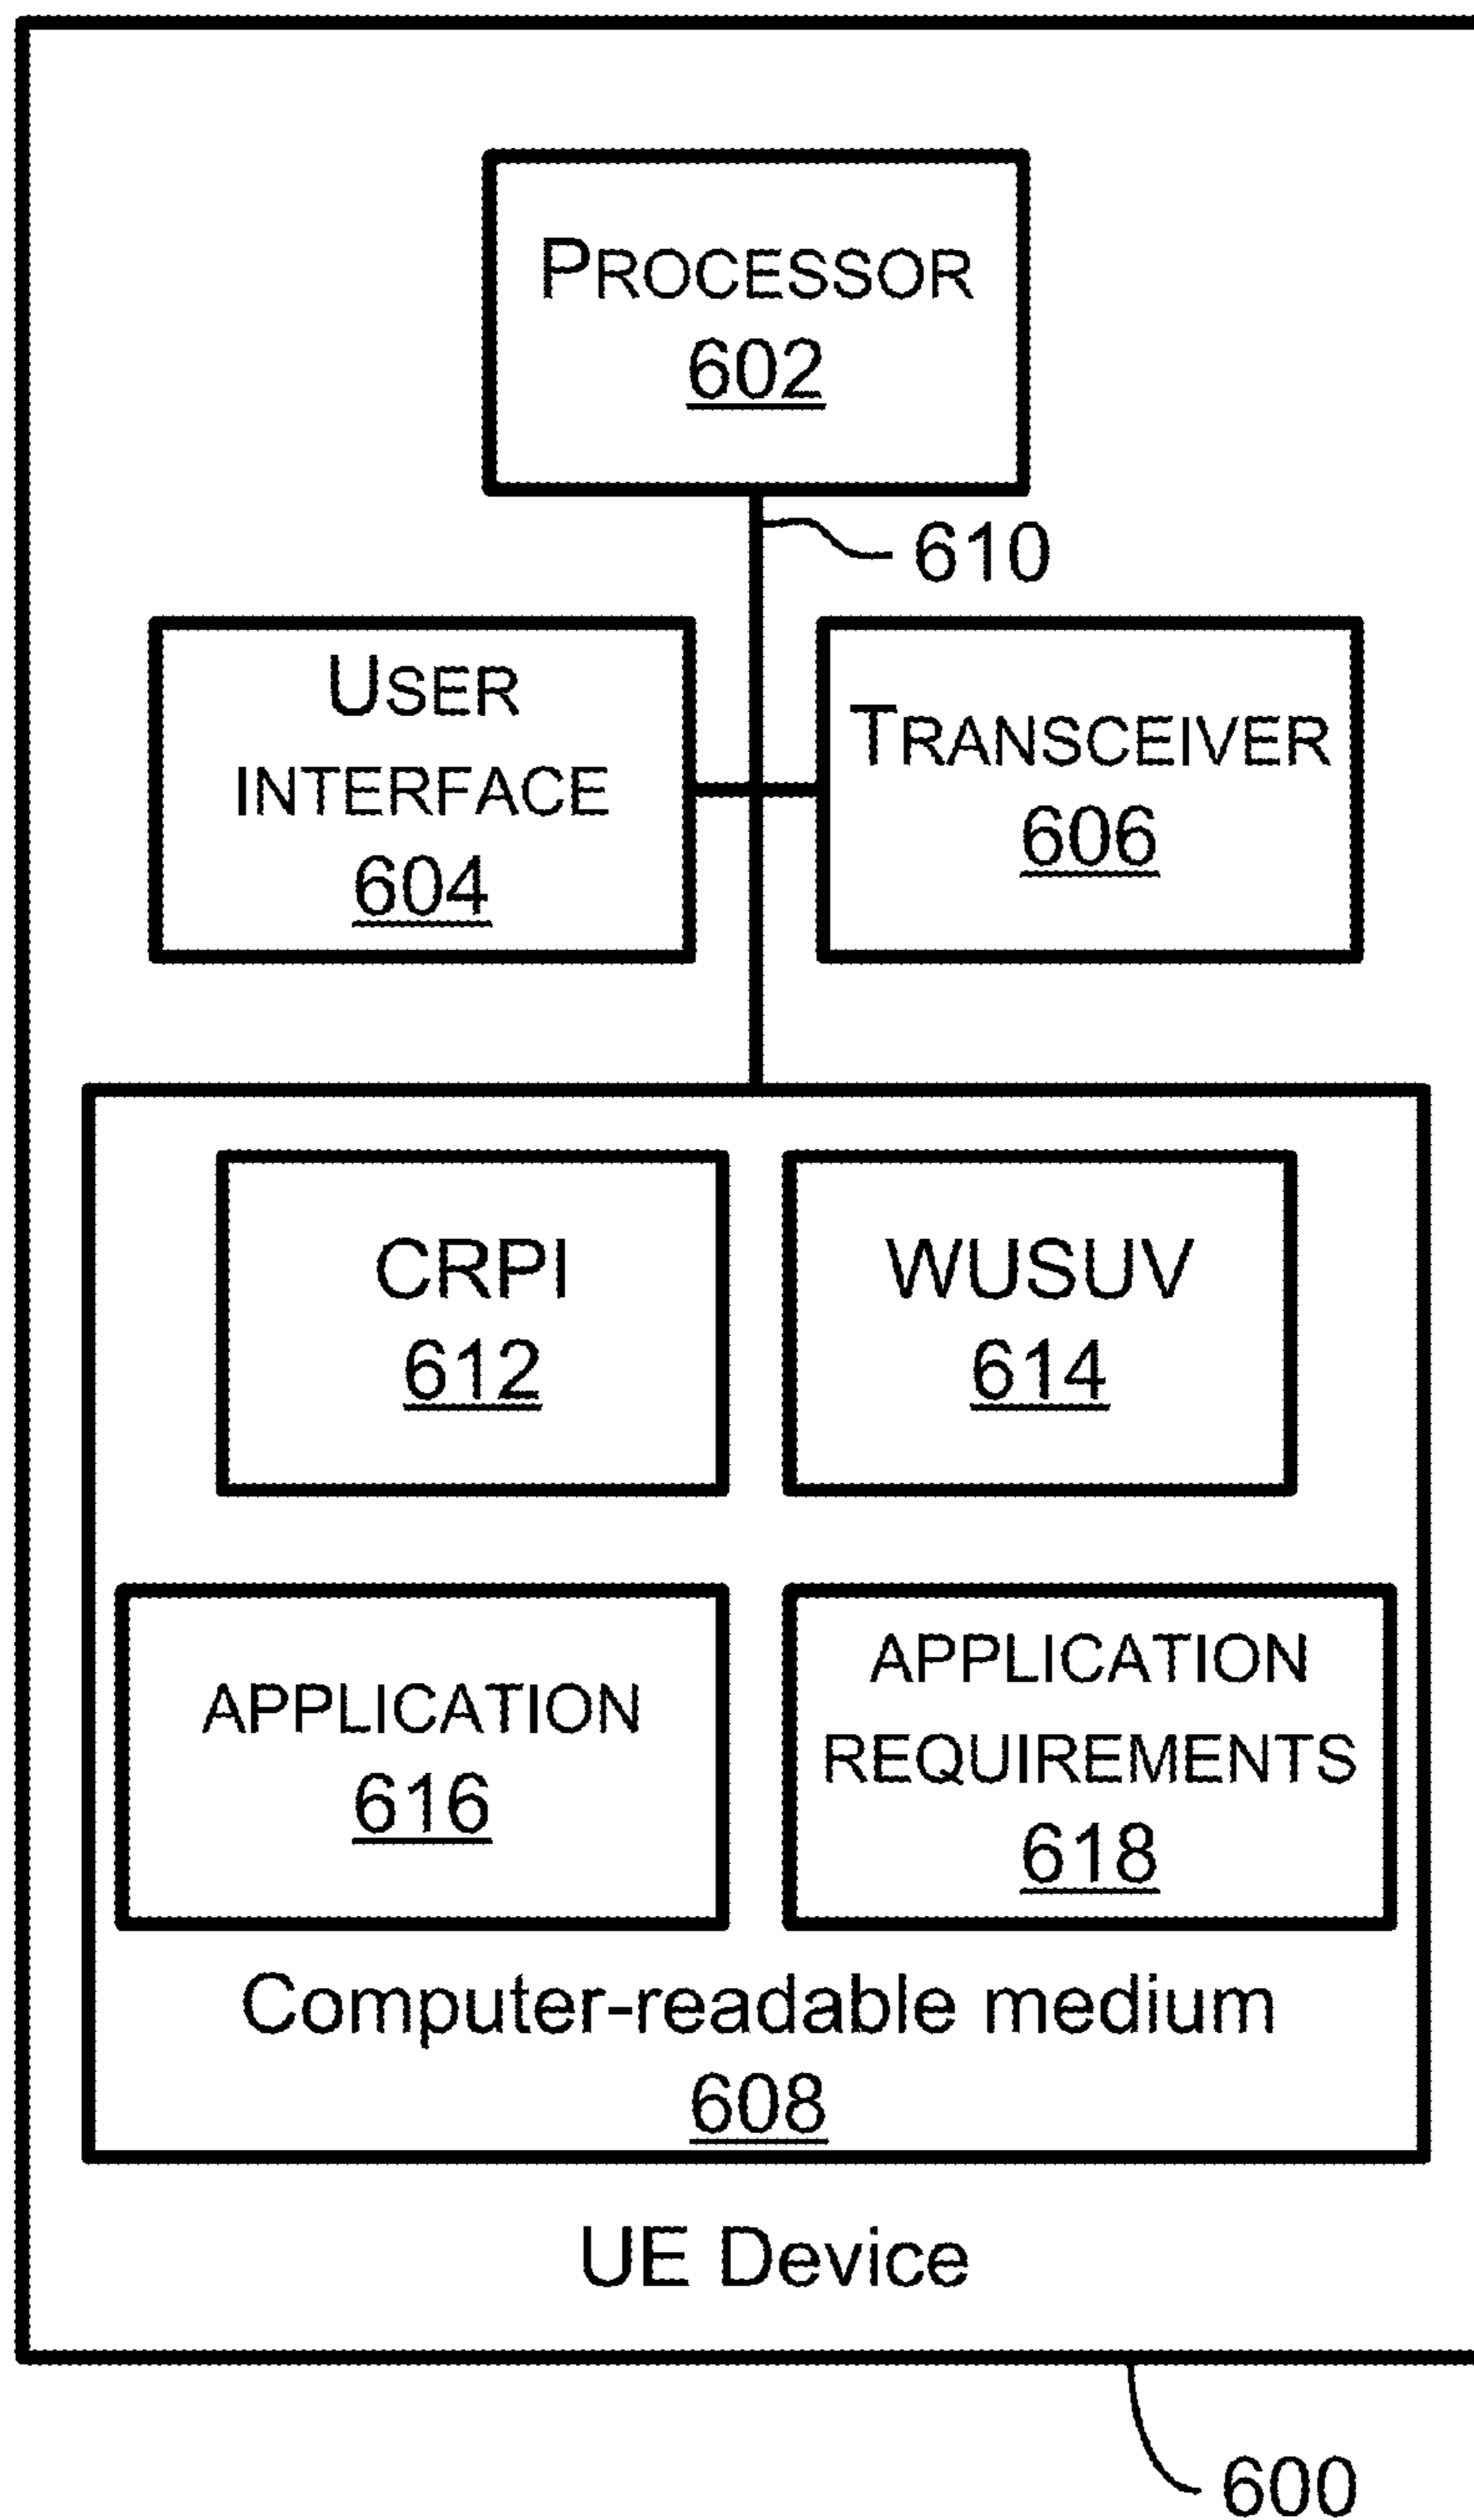 PROCESSOR
602
610
USER
INTERFACE
604
TRANSCEIVER
606
CRPI
612
WUSUV
614
APPLICATION
616
APPLICATION
REQUIREMENTS
618
Computer-readable medium
608
UE Device
600